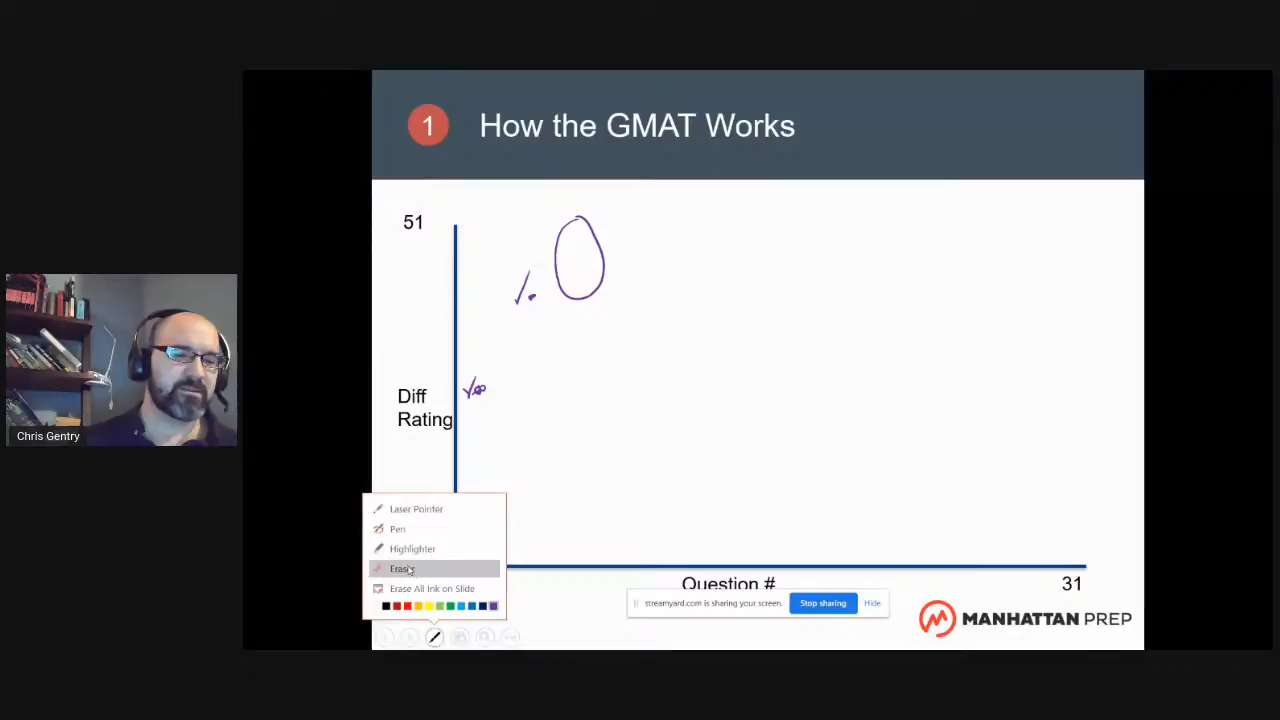 1 How the GMAT Works
51
Diff
Rating
Chris Gentry
Laser Pointer
Pen
Highlighter
Erase All Ink on Slide
Question #
31
streamyard.com is sharing your screen. Stop sharing Hide
MANHATTAN PREP